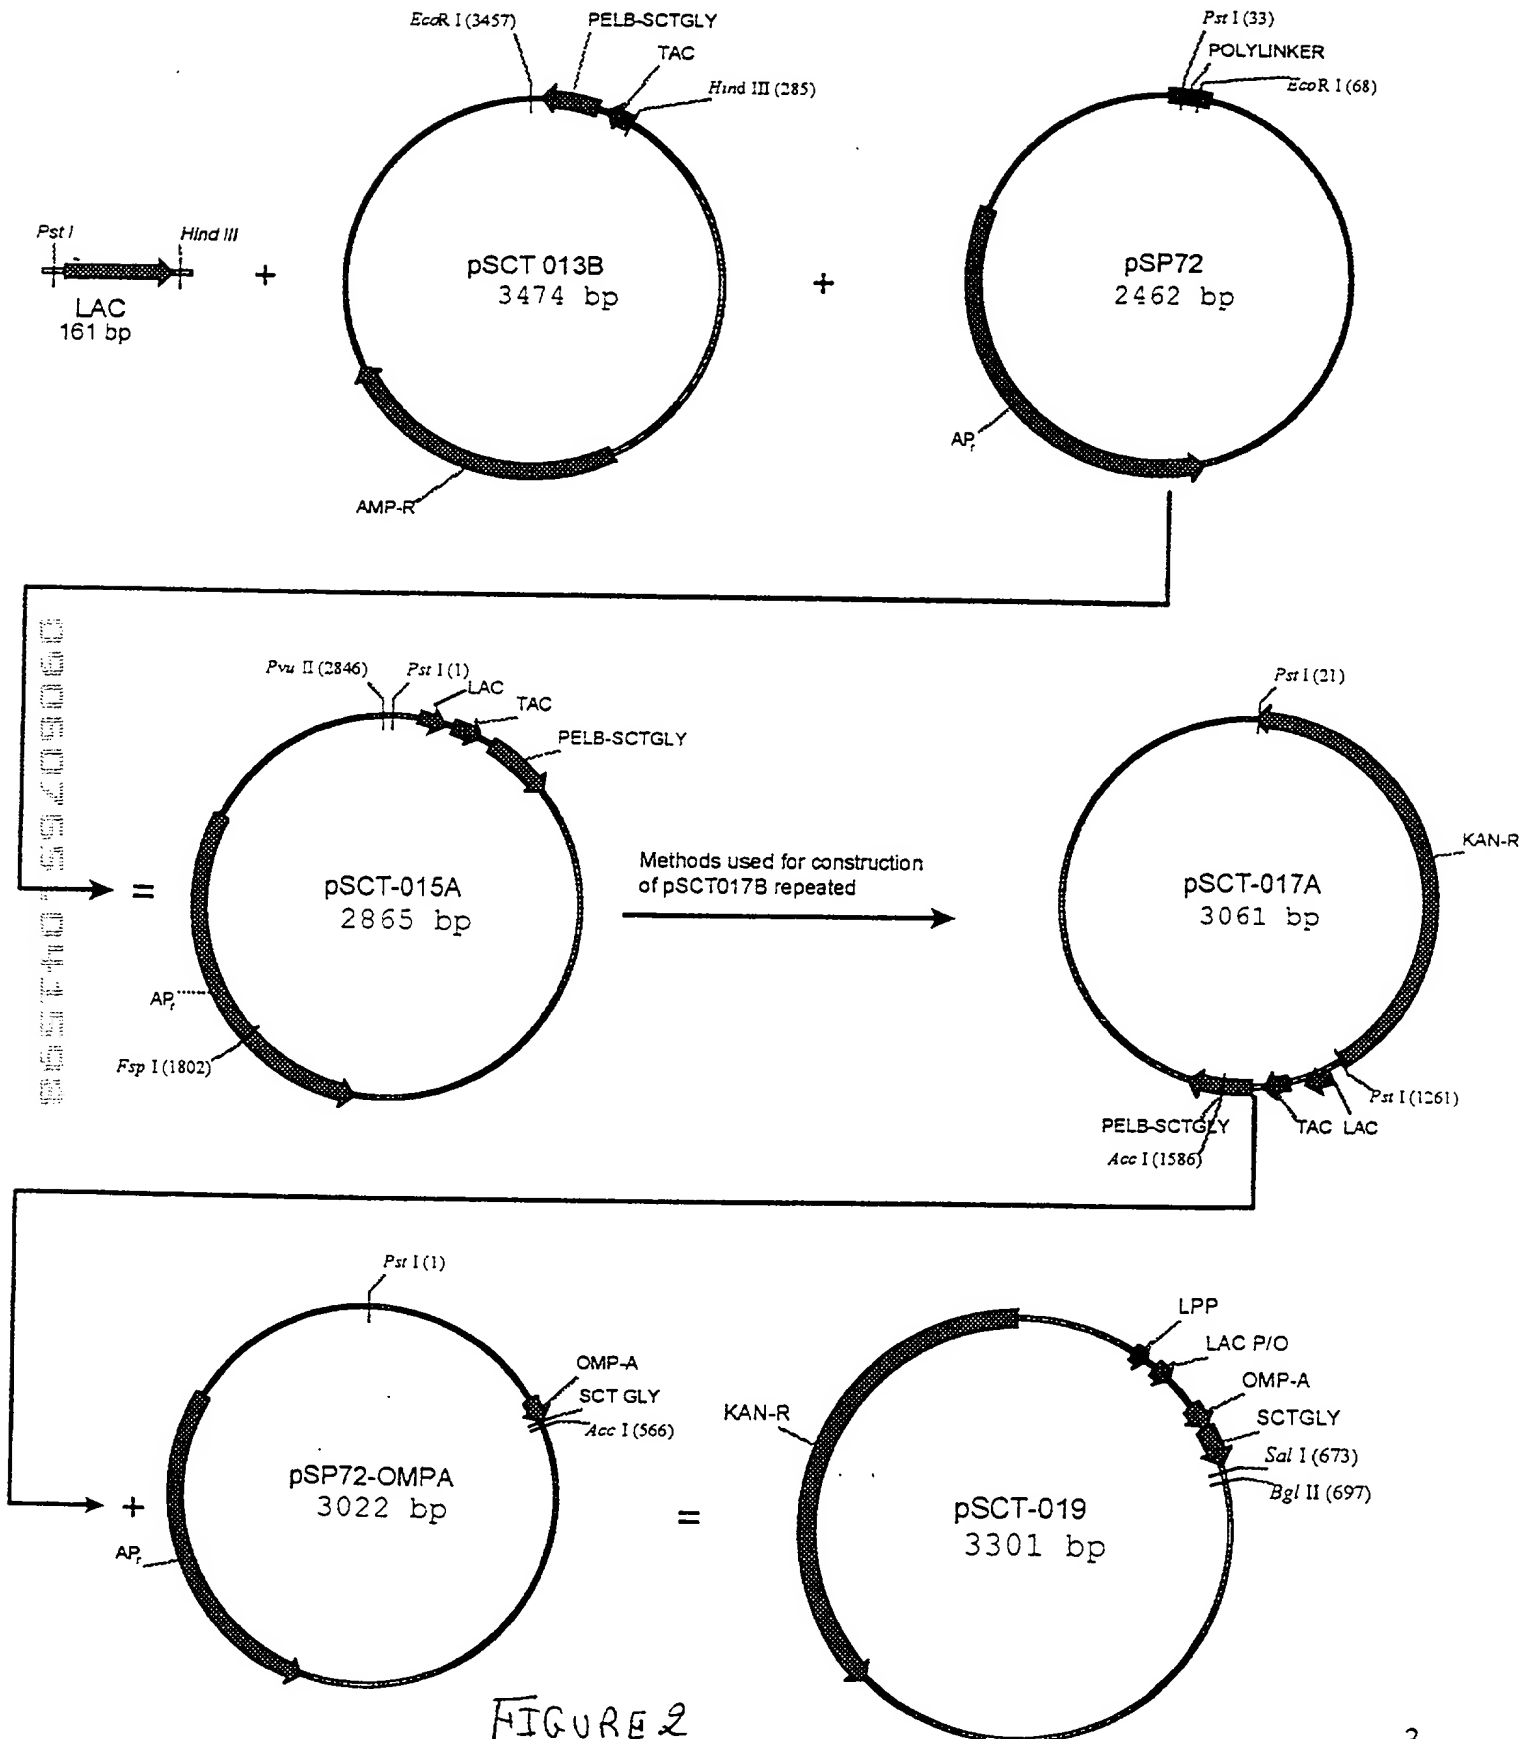 EcoR I (3457)
PELB-SCTGLY
TAC
Hind III (285)
Pst I (33)
POLYLINKER
EcoR I (68)
Pst I
Hind III
LAC
161 bp
+
pSCT 013B
3474 bp
+
pSP72
2462 bp
AMP-R
APr
Pvu II (2846)
Pst I (1)
LAC
TAC
PELB-SCTGLY
Pst I (21)
=
pSCT-015A
2865 bp
Methods used for construction
of pSCT017B repeated
pSCT-017A
3061 bp
KAN-R
APr
Fsp I (1802)
Pst I (1261)
PELB-SCTGLY
TAC LAC
Acc I (1586)
Pst I (1)
OMP-A
SCT GLY
Acc I (566)
+
pSP72-OMPA
3022 bp
APr
=
LPP
LAC P/O
OMP-A
SCTGLY
Sal I (673)
Bgl II (697)
KAN-R
pSCT-019
3301 bp
FIGURE 2